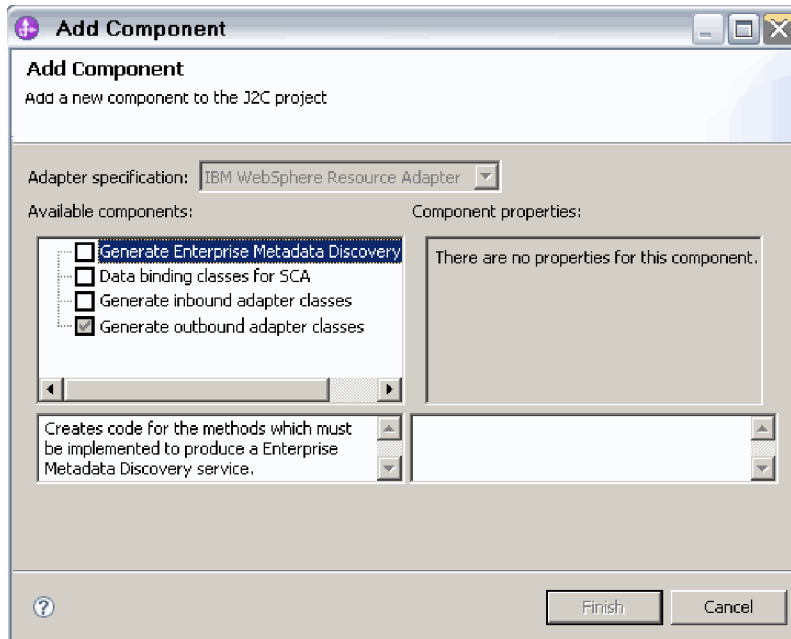 Add Component
Add Component
Add a new component to the J2C project
Adapter specification: IBM WebSphere Resource Adapter
Available components:
Component properties:
Generate Enterprise Metadata Discovery
Data binding classes for SCA
Generate inbound adapter classes
Generate outbound adapter classes
There are no properties for this component.
Creates code for the methods which must
be implemented to produce a Enterprise
Metadata Discovery service.
?
Finish
Cancel